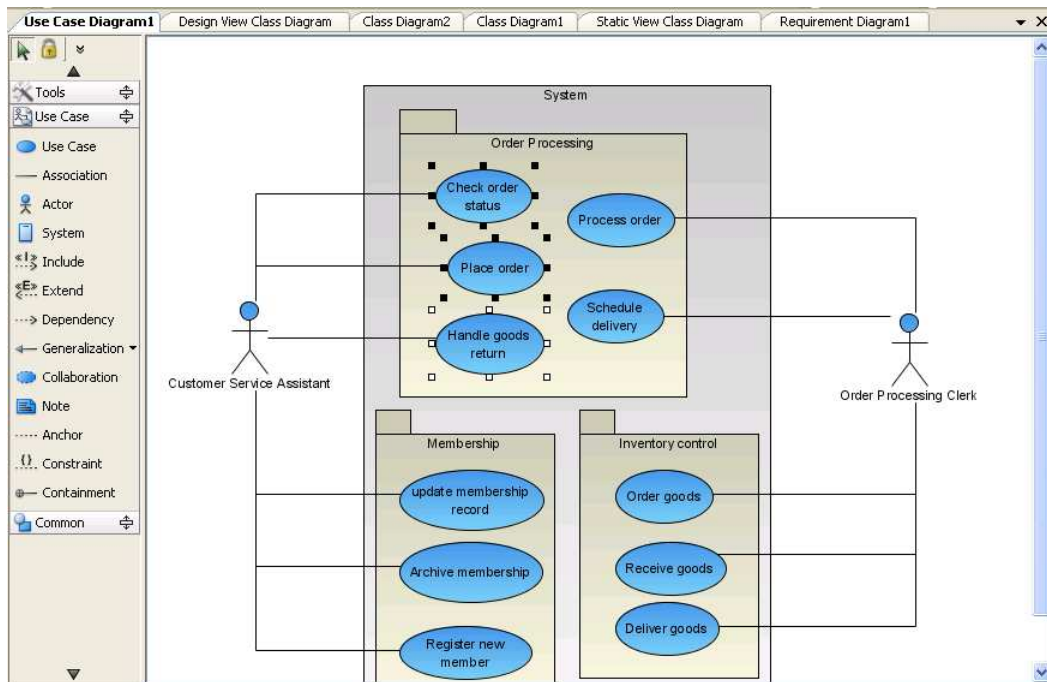 Use Case Diagram1
Design View Class Diagram
Class Diagram2
Class Diagram1
Static View Class Diagram
Requirement Diagram1
Tools
Use Case
Use Case
Association
Actor
System
«I»
Include
«E»
Extend
Dependency
Generalization
Collaboration
Note
Anchor
{}
Constraint
Containment
Common
System
Order Processing
Check order
status
Place order
Handle goods
return
Process order
Schedule
delivery
Customer Service Assistant
Order Processing Clerk
Membership
update membership
record
Archive membership
Register new
member
Inventory control
Order goods
Receive goods
Deliver goods